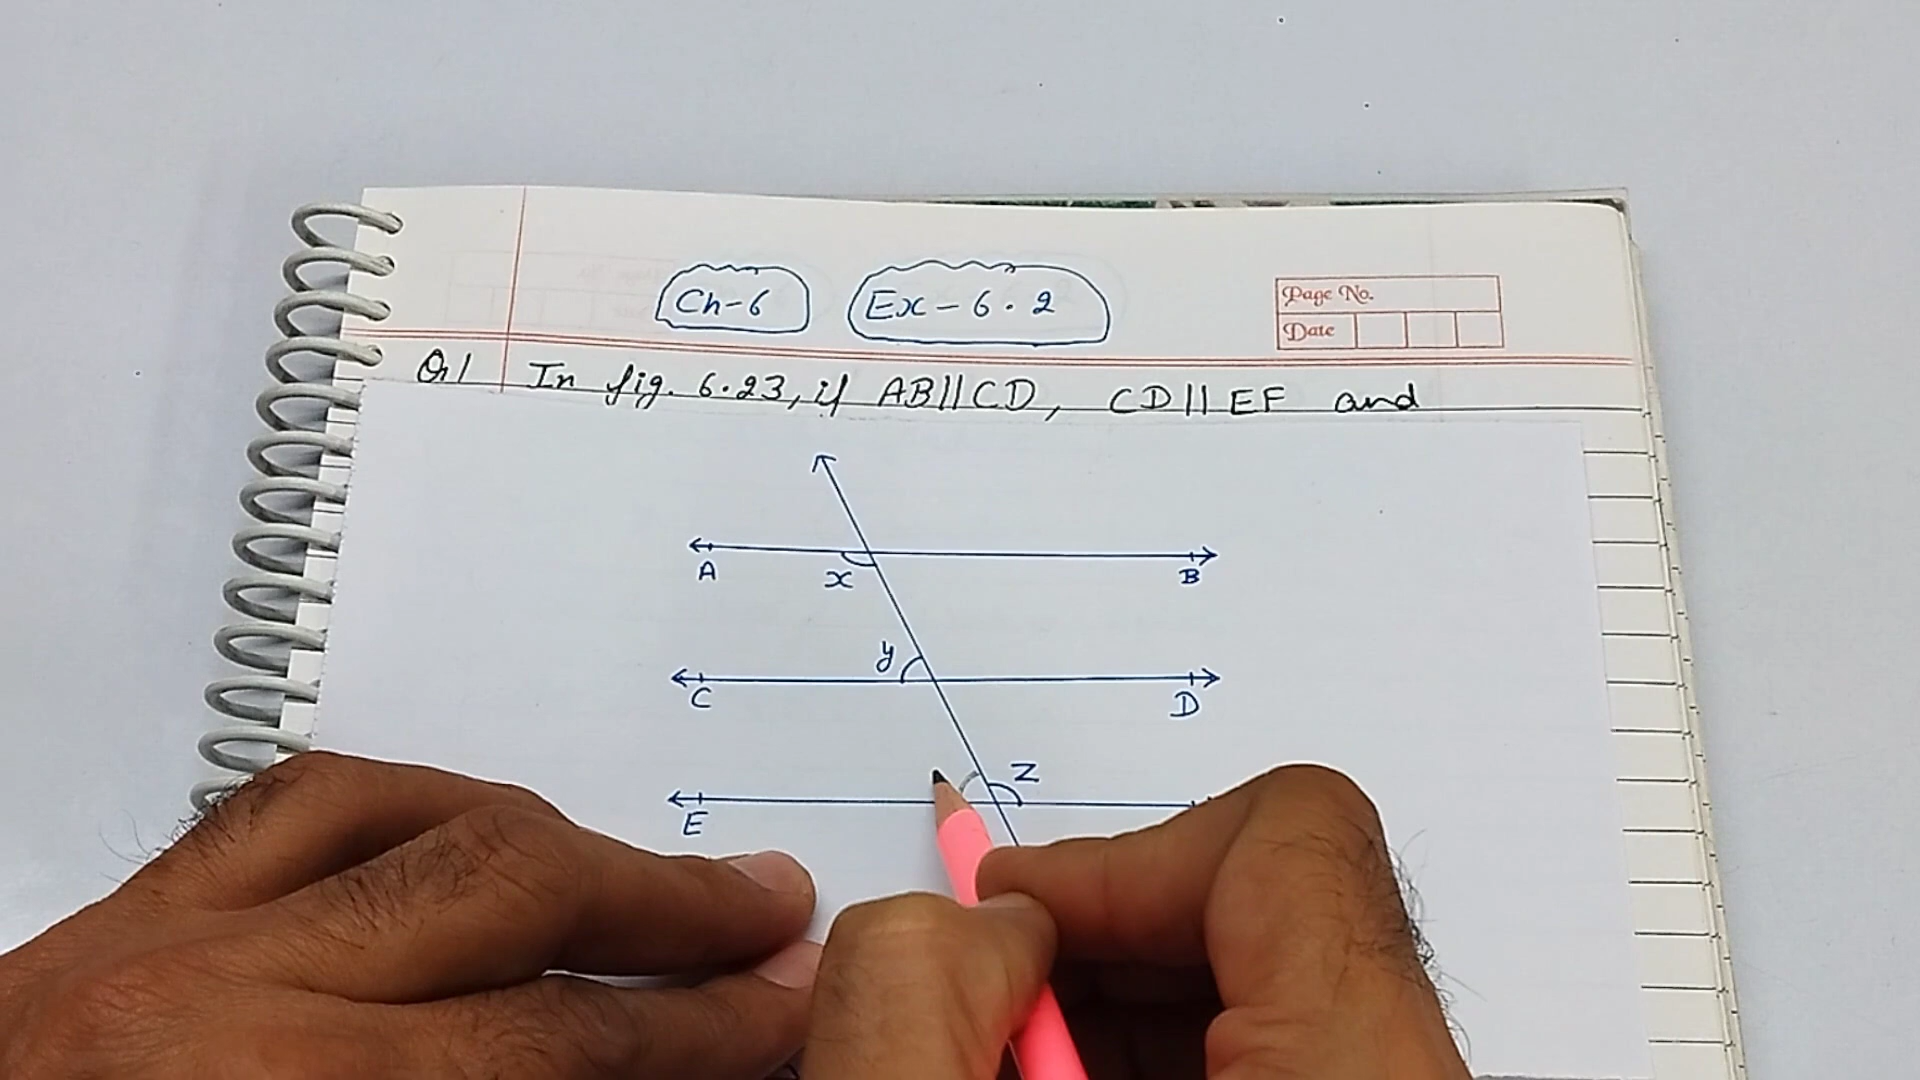 Ch-6 Ex-6.2
Page No.
Date
Q1 In fig. 6.23, if AB||CD, CD||EF and
A x B
y
C D
z
E